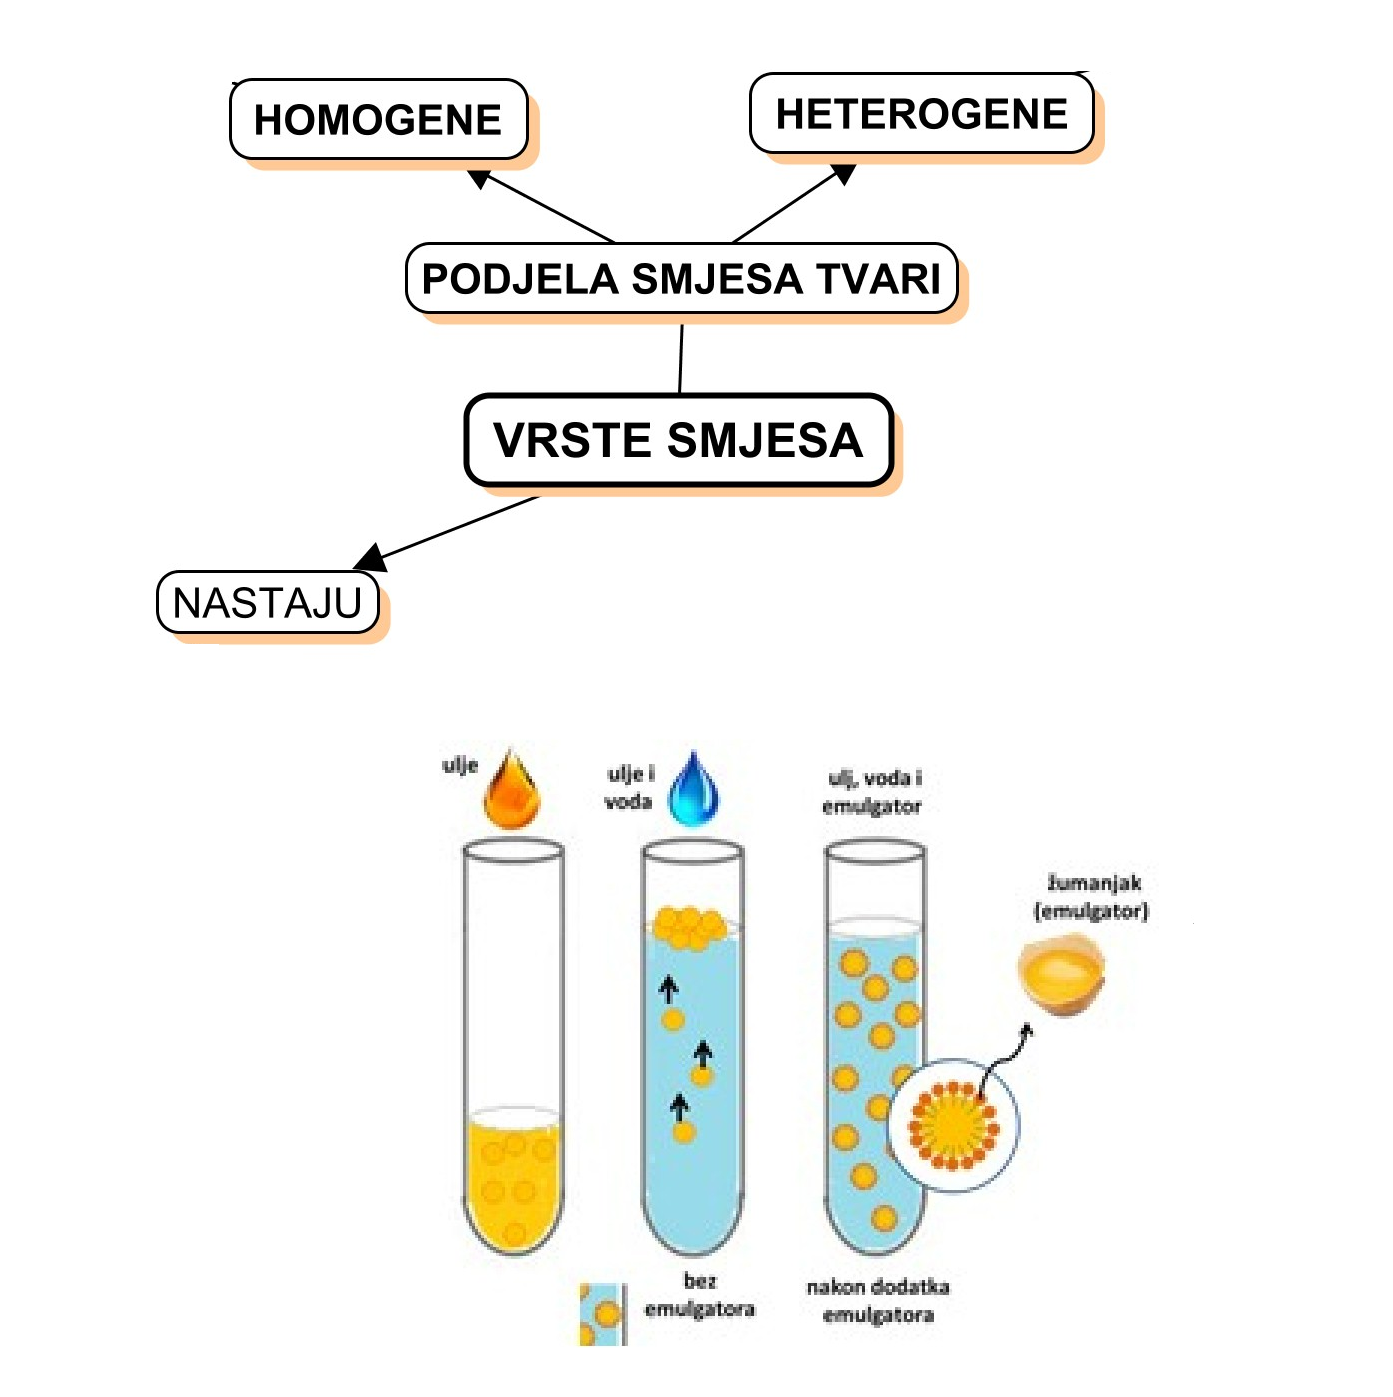 HOMOGENE
HETEROGENE
PODJELA SMJESA TVARI
VRSTE SMJESA
NASTAJU
ulje
ulje i
voda
ulj, voda i
emulgator
žumanjak
(emulgator)
bez
emulgatora
nakon dodatka
emulgatora